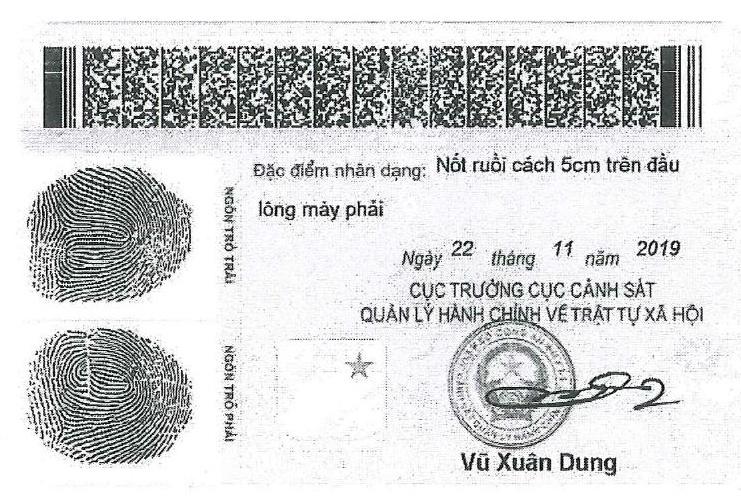 Đặc điểm nhân dạng: Nốt ruồi cách 5cm trên đầu
lông mày phải
NGÓN TRỎ TRÁI
Ngày 22 tháng 11 năm 2019
CỤC TRƯỞNG CỤC CẢNH SÁT
QUẢN LÝ HÀNH CHÍNH VỀ TRẬT TỰ XÃ HỘI
NGÓN TRỎ PHẢI
Vũ Xuân Dung